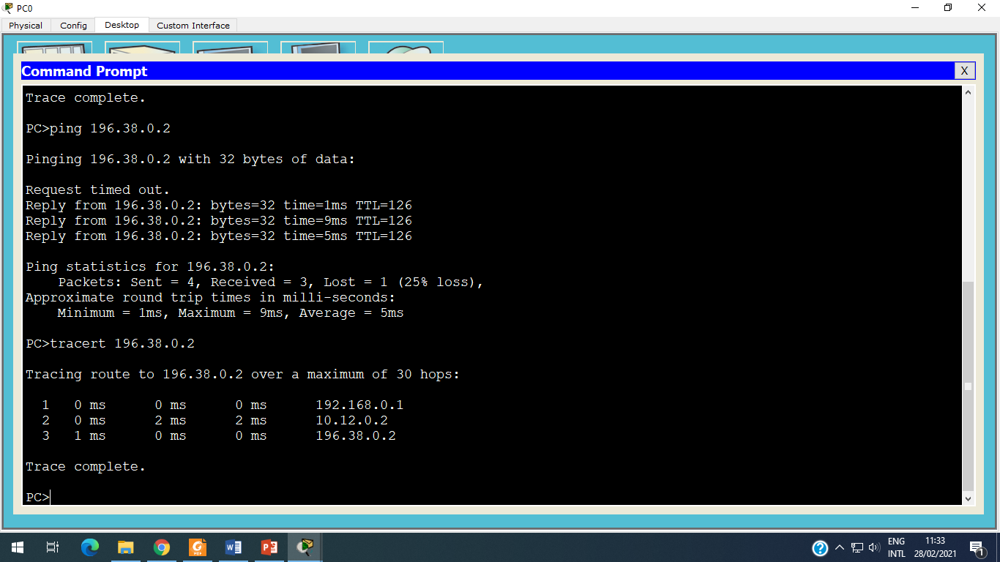 PC0
Physical Config Desktop Custom Interface
Command Prompt
X
Trace complete.
PC>ping 196.38.0.2
Pinging 196.38.0.2 with 32 bytes of data:
Request timed out.
Reply from 196.38.0.2: bytes=32 time=1ms TTL=126
Reply from 196.38.0.2: bytes=32 time=9ms TTL=126
Reply from 196.38.0.2: bytes=32 time=5ms TTL=126
Ping statistics for 196.38.0.2:
Packets: Sent = 4, Received = 3, Lost = 1 (25% loss),
Approximate round trip times in milli-seconds:
Minimum = 1ms, Maximum = 9ms, Average = 5ms
PC>tracert 196.38.0.2
Tracing route to 196.38.0.2 over a maximum of 30 hops:
1 0 ms 0 ms 0 ms 192.168.0.1
2 0 ms 2 ms 2 ms 10.12.0.2
3 1 ms 0 ms 0 ms 196.38.0.2
Trace complete.
PC>
ENG 11:33
INTL 28/02/2021
1